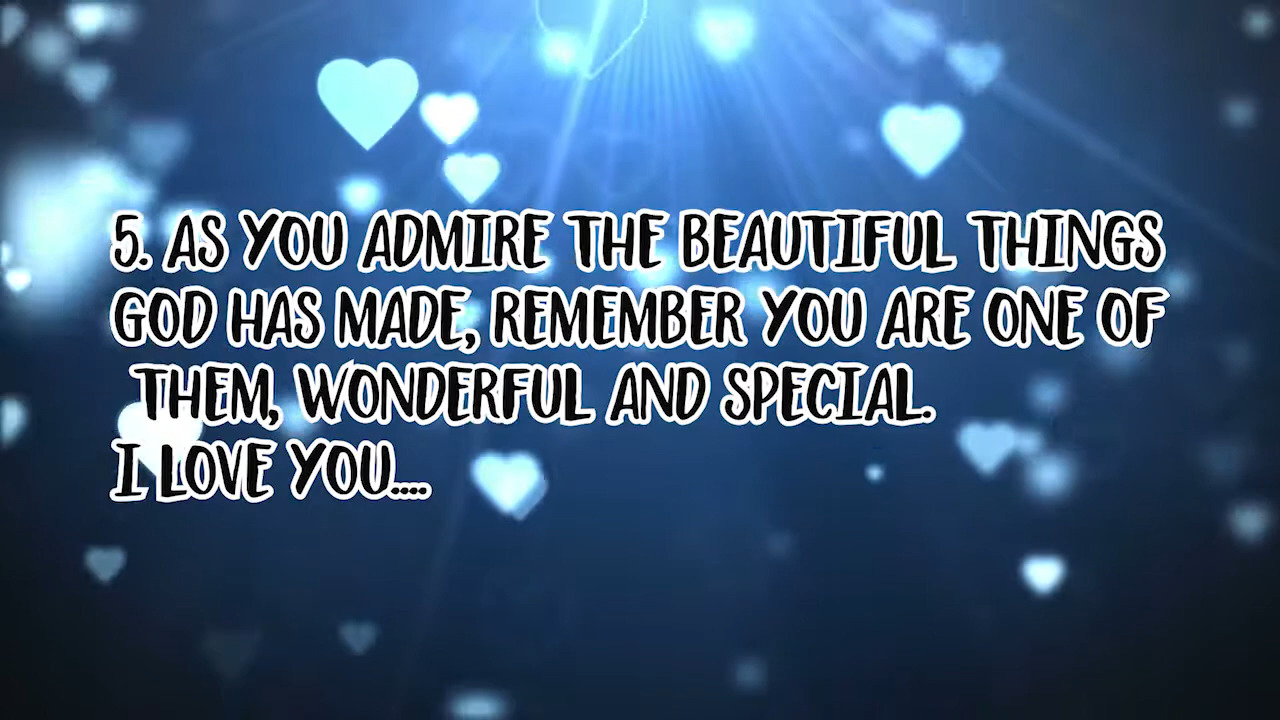 5. AS YOU ADMIRE THE BEAUTIFUL THINGS
GOD HAS MADE, REMEMBER YOU ARE ONE OF
THEM, WONDERFUL AND SPECIAL.
I LOVE YOU....